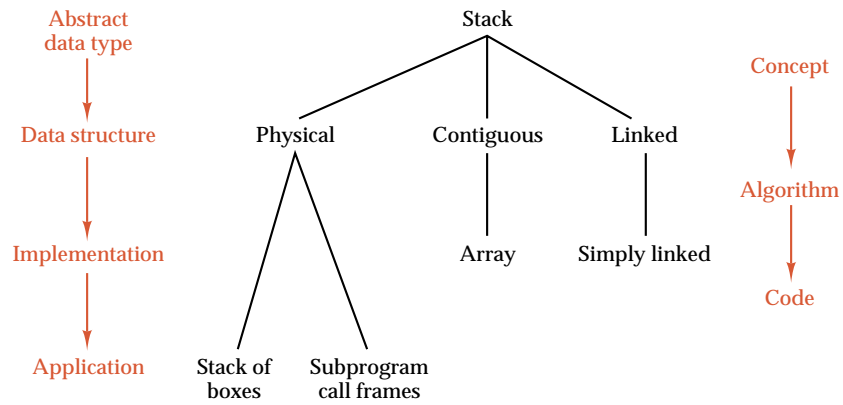 Abstract
data type
Stack
Concept
Data structure
Physical
Contiguous
Linked
Algorithm
Implementation
Array
Simply linked
Code
Application
Stack of
boxes
Subprogram
call frames